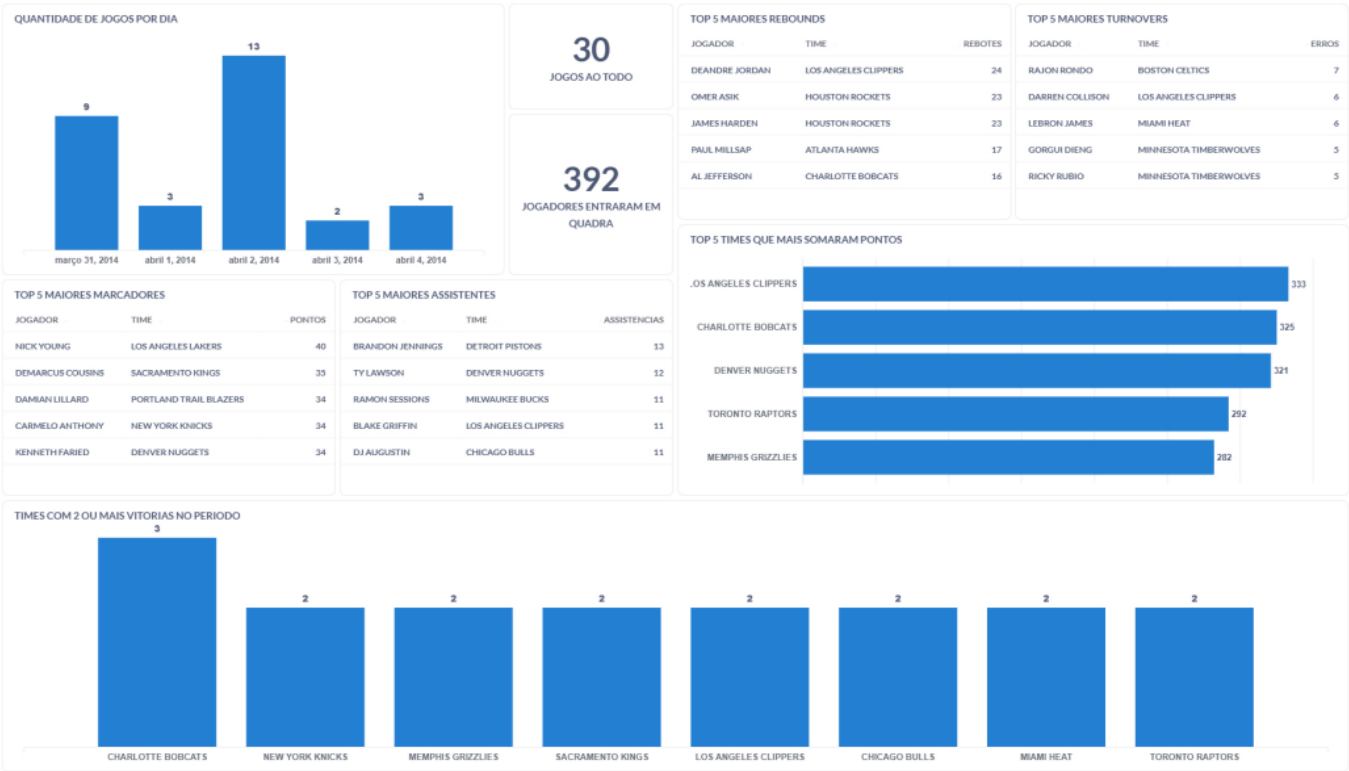 QUANTIDADE DE JOGOS POR DIA
13
9
3
2
3
março 31, 2014 abril 1, 2014 abril 2, 2014 abril 3, 2014 abril 4, 2014
30
JOGOS AO TODO
392
JOGADORES ENTRARAM EM
QUADRA
TOP 5 MAIORES REBOUNDS
JOGADOR TIME REBOTES
DEANDRE JORDAN LOS ANGELES CLIPPERS 24
OMER ASIK HOUSTON ROCKETS 23
JAMES HARDEN HOUSTON ROCKETS 23
PAUL MILLSAP ATLANTA HAWKS 17
AL JEFFERSON CHARLOTTE BOBCATS 16
TOP 5 MAIORES TURNOVERS
JOGADOR TIME ERROS
RAJON RONDO BOSTON CELTICS 7
DARREN COLLISON LOS ANGELES CLIPPERS 6
LEBRON JAMES MIAMI HEAT 6
GORGUI DIENG MINNESOTA TIMBERWOLVES 5
RICKY RUBIO MINNESOTA TIMBERWOLVES 5
TOP 5 MAIORES MARCADORES
JOGADOR TIME PONTOS
NICK YOUNG LOS ANGELES LAKERS 40
DEMARCUS COUSINS SACRAMENTO KINGS 35
DAMIAN LILLARD PORTLAND TRAIL BLAZERS 34
CARMELO ANTHONY NEW YORK KNICKS 34
KENNETH FARIED DENVER NUGGETS 34
TOP 5 MAIORES ASSISTENTES
JOGADOR TIME ASSISTENCIAS
BRANDON JENNINGS DETROIT PISTONS 13
TY LAWSON DENVER NUGGETS 12
RAMON SESSIONS MILWAUKEE BUCKS 11
BLAKE GRIFFIN LOS ANGELES CLIPPERS 11
DJ AUGUSTIN CHICAGO BULLS 11
TOP 5 TIMES QUE MAIS SOMARAM PONTOS
.OS ANGELES CLIPPERS 333
CHARLOTTE BOBCATS 325
DENVER NUGGETS 321
TORONTO RAPTORS 292
MEMPHIS GRIZZLIES 282
TIMES COM 2 OU MAIS VITORIAS NO PERIODO
3
2 2 2 2 2 2 2
CHARLOTTE BOBCATS NEW YORK KNICKS MEMPHIS GRIZZLIES SACRAMENTO KINGS LOS ANGELES CLIPPERS CHICAGO BULLS MIAMI HEAT TORONTO RAPTORS